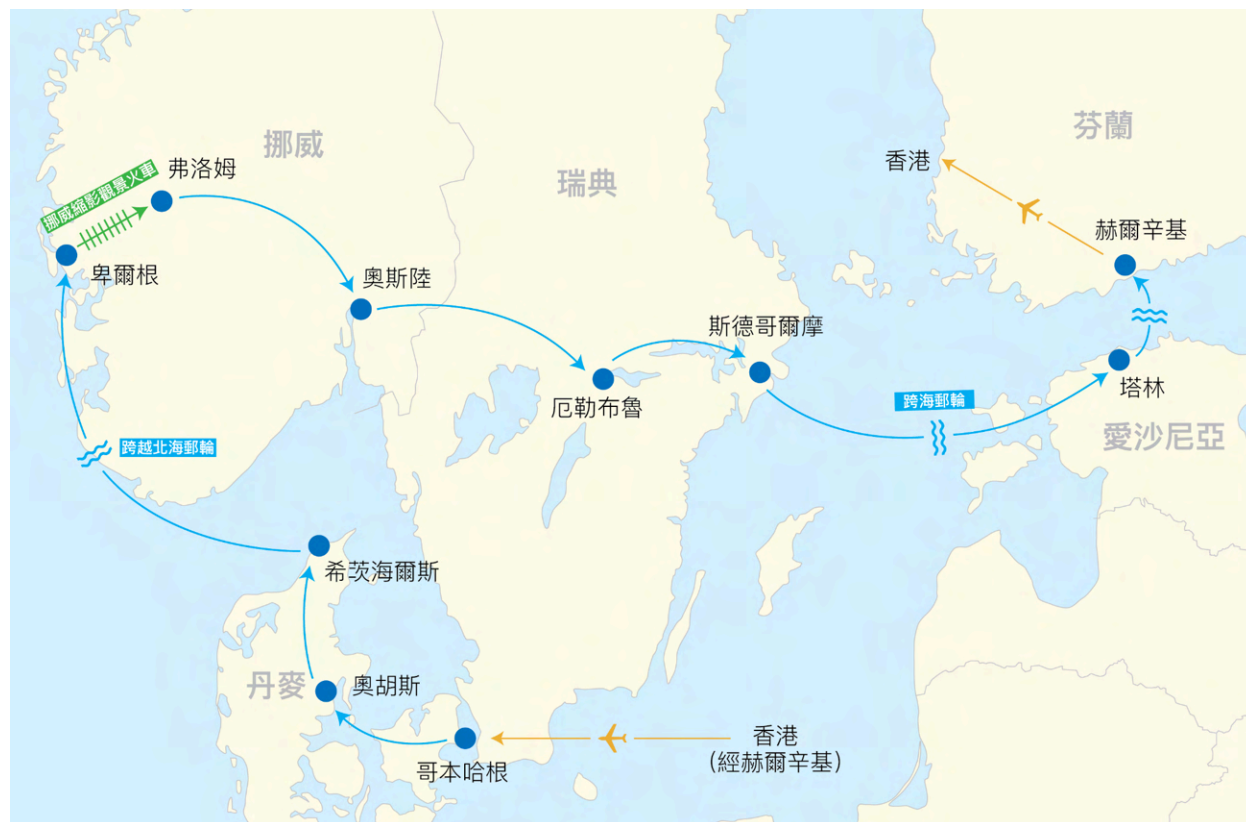 挪威
弗洛姆
挪威縮影觀景火車
卑爾根
奧斯陸
瑞典
芬蘭
香港
赫爾辛基
斯德哥爾摩
厄勒布魯
跨海郵輪
塔林
愛沙尼亞
跨越北海郵輪
希茨海爾斯
丹麥
奧胡斯
哥本哈根
香港
(經赫爾辛基)